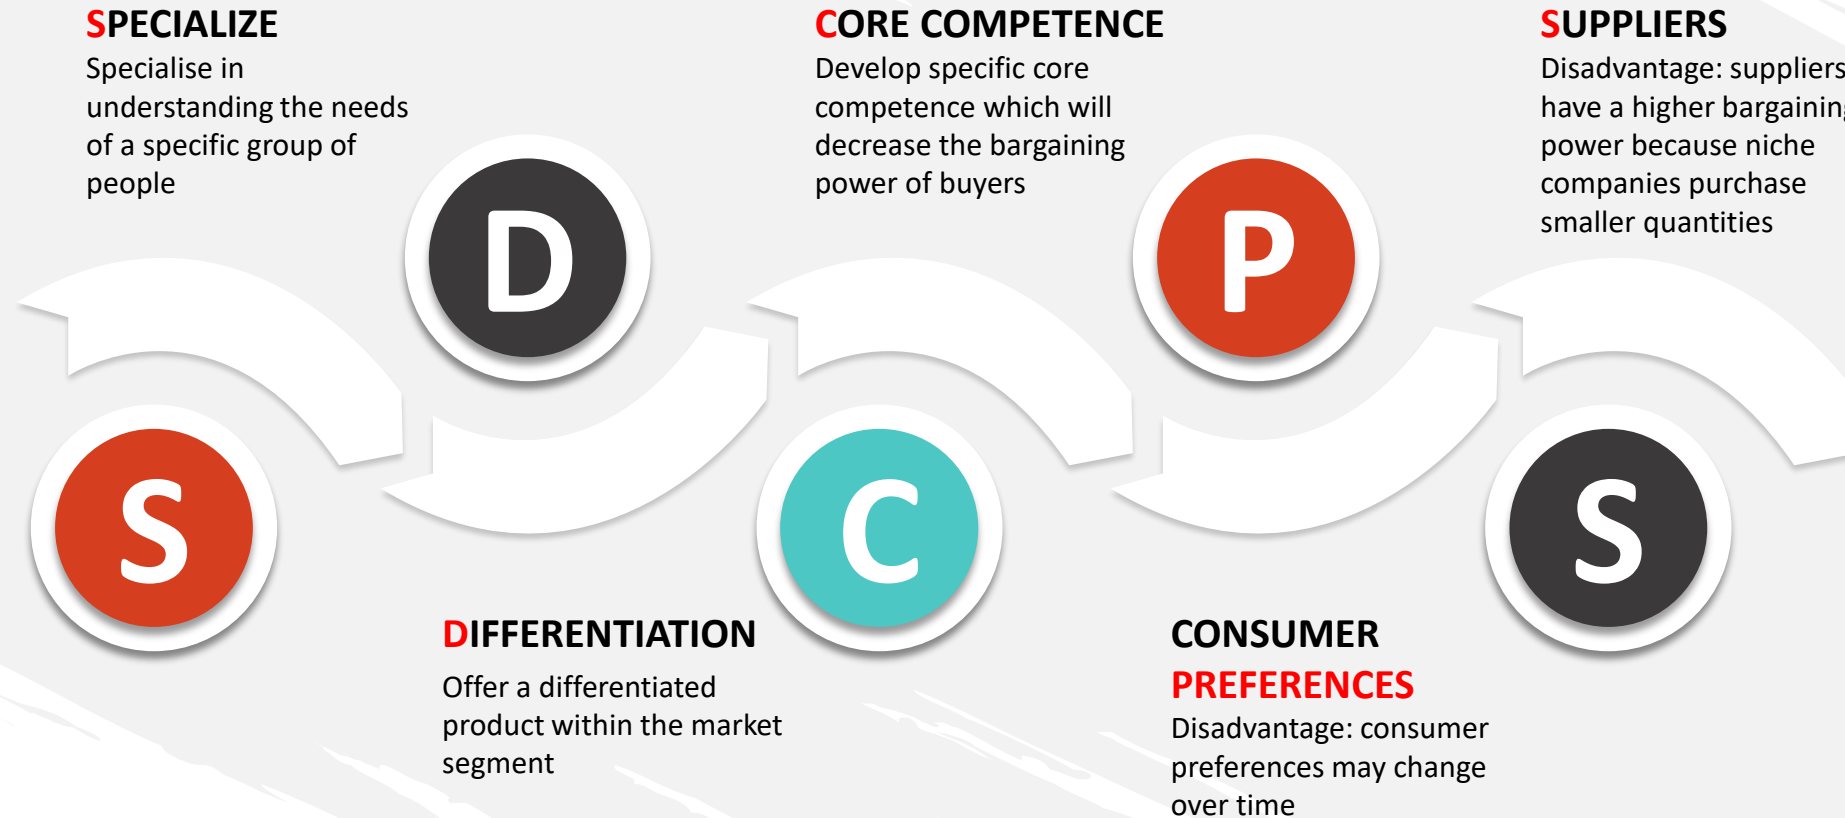 SPECIALIZE
Specialise in
understanding the needs
of a specific group of
people
D
CORE COMPETENCE
Develop specific core
competence which will
decrease the bargaining
power of buyers
P
SUPPLIERS
Disadvantage: suppliers
have a higher bargaining
power because niche
companies purchase
smaller quantities
S
DIFFERENTIATION
Offer a differentiated
product within the market
segment
C
CONSUMER
PREFERENCES
Disadvantage: consumer
preferences may change
over time
S